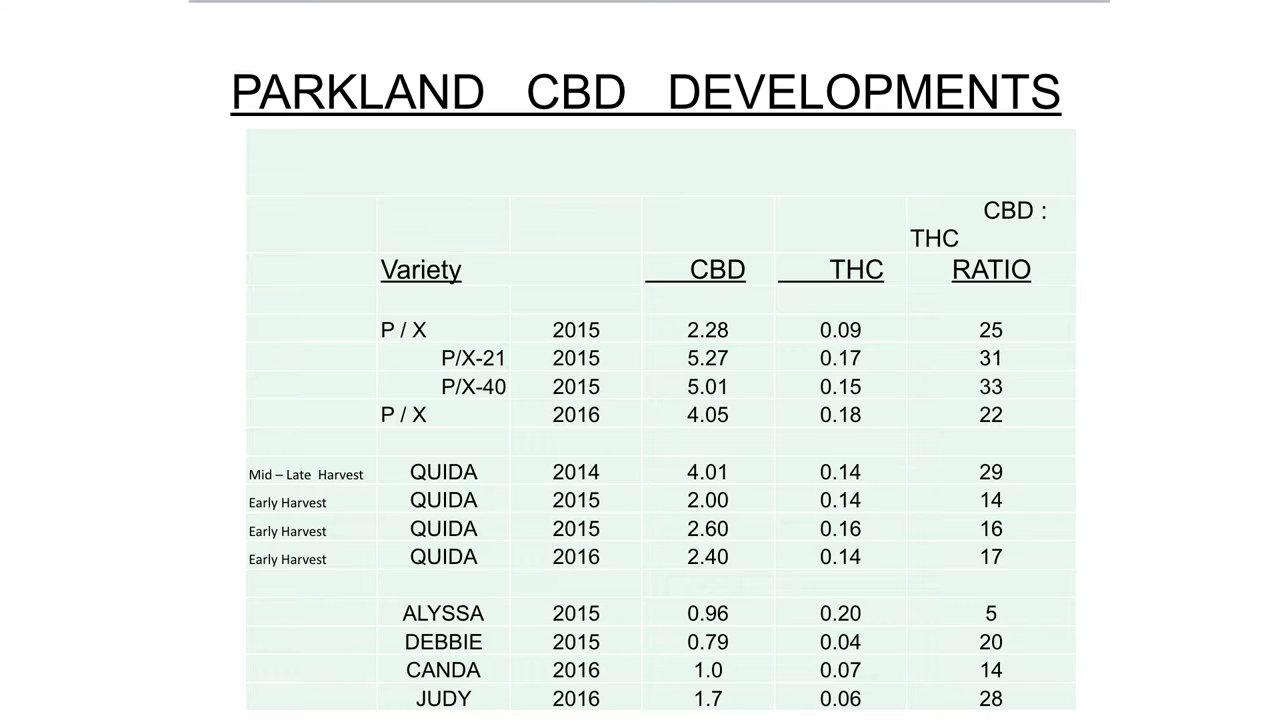 PARKLAND CBD DEVELOPMENTS
CBD :
THC
Variety CBD THC RATIO
P / X 2015 2.28 0.09 25
P/X-21 2015 5.27 0.17 31
P/X-40 2015 5.01 0.15 33
P / X 2016 4.05 0.18 22
Mid – Late Harvest QUIDA 2014 4.01 0.14 29
Early Harvest QUIDA 2015 2.00 0.14 14
Early Harvest QUIDA 2015 2.60 0.16 16
Early Harvest QUIDA 2016 2.40 0.14 17
ALYSSA 2015 0.96 0.20 5
DEBBIE 2015 0.79 0.04 20
CANDA 2016 1.0 0.07 14
JUDY 2016 1.7 0.06 28